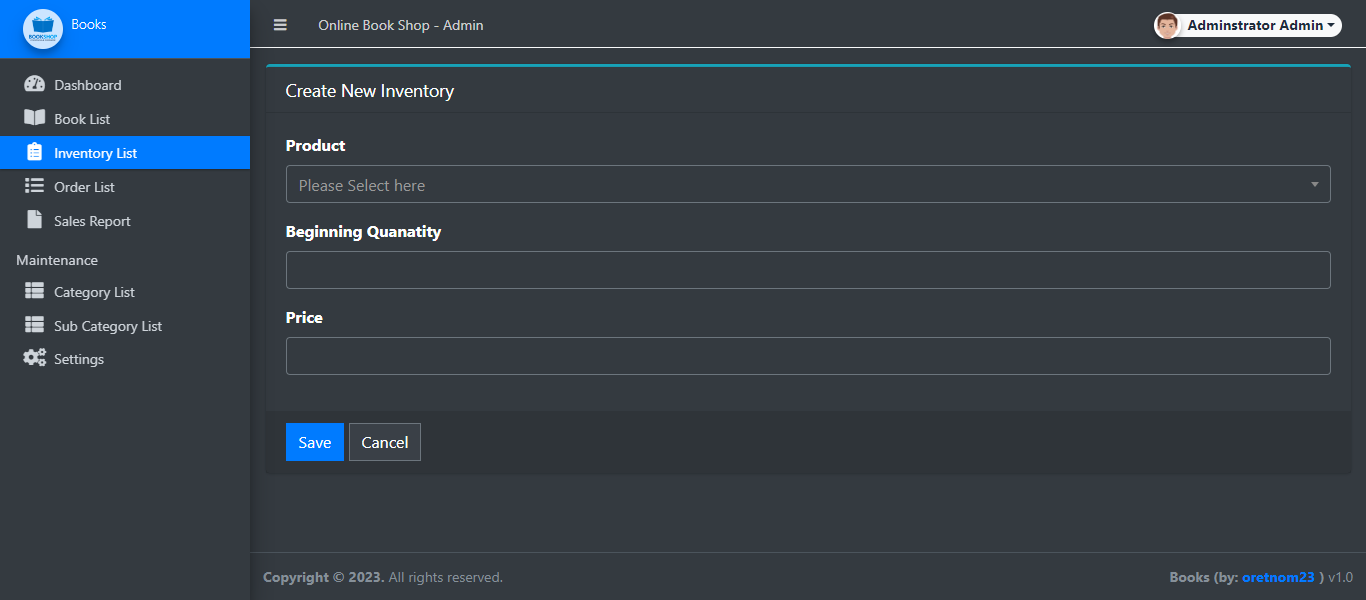 Books
BOOKSHOP
Online Book Shop - Admin
Adminstrator Admin
Dashboard
Book List
Inventory List
Order List
Sales Report
Maintenance
Category List
Sub Category List
Settings
Create New Inventory
Product
Please Select here
Beginning Quanatity
Price
Save
Cancel
Copyright © 2023. All rights reserved.
Books (by: oretnom23 ) v1.0